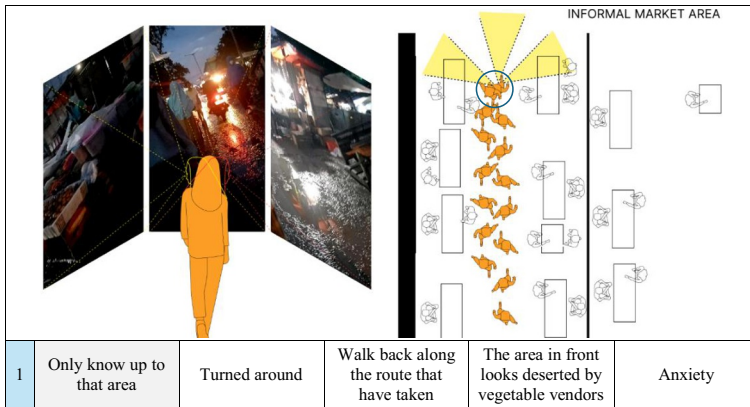 INFORMAL MARKET AREA
1
Only know up to
that area
Turned around
Walk back along
the route that
have taken
The area in front
looks deserted by
vegetable vendors
Anxiety